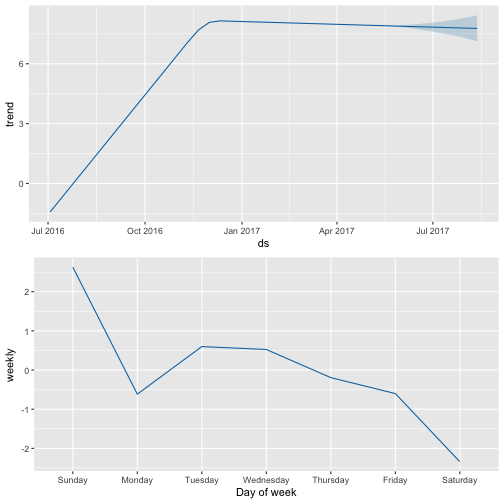 trend
6
3
0
Jul 2016 Oct 2016 Jan 2017 Apr 2017 Jul 2017
ds
weekly
2
1
0
-1
-2
Sunday Monday Tuesday Wednesday Thursday Friday Saturday
Day of week